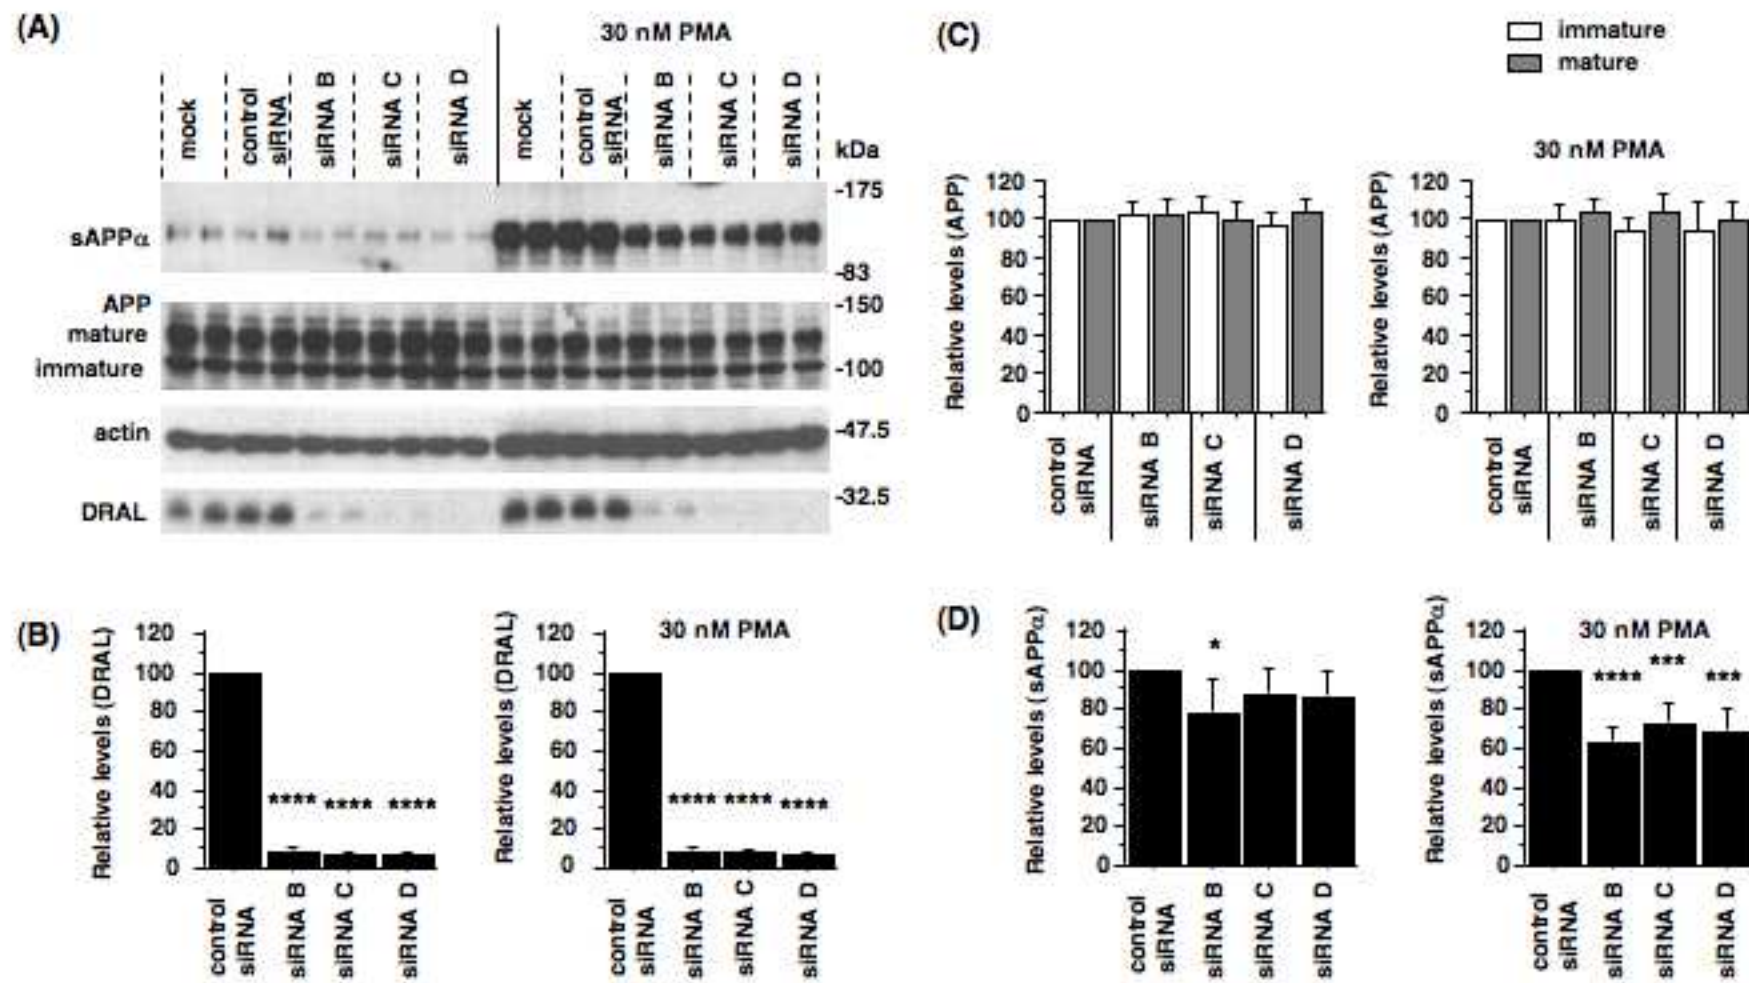 (A)
30 nM PMA
mock
control
siRNA
siRNA B
siRNA C
siRNA D
mock
control
siRNA
siRNA B
siRNA C
siRNA D
kDa
-175
sAPPα
-83
APP
-150
mature
immature
-100
actin
-47.5
-32.5
DRAL
(B)
Relative levels (DRAL)
120
100
80
60
40
20
0
**** **** ****
control
siRNA
siRNA B
siRNA C
siRNA D
30 nM PMA
Relative levels (DRAL)
120
100
80
60
40
20
0
**** **** ****
control
siRNA
siRNA B
siRNA C
siRNA D
(C)
immature
mature
Relative levels (APP)
120
100
80
60
40
20
0
control
siRNA
siRNA B
siRNA C
siRNA D
30 nM PMA
Relative levels (APP)
120
100
80
60
40
20
0
control
siRNA
siRNA B
siRNA C
siRNA D
(D)
Relative levels (sAPPα)
120
100
80
60
40
20
0
*
control
siRNA
siRNA B
siRNA C
siRNA D
30 nM PMA
Relative levels (sAPPα)
120
100
80
60
40
20
0
**** *** ***
control
siRNA
siRNA B
siRNA C
siRNA D